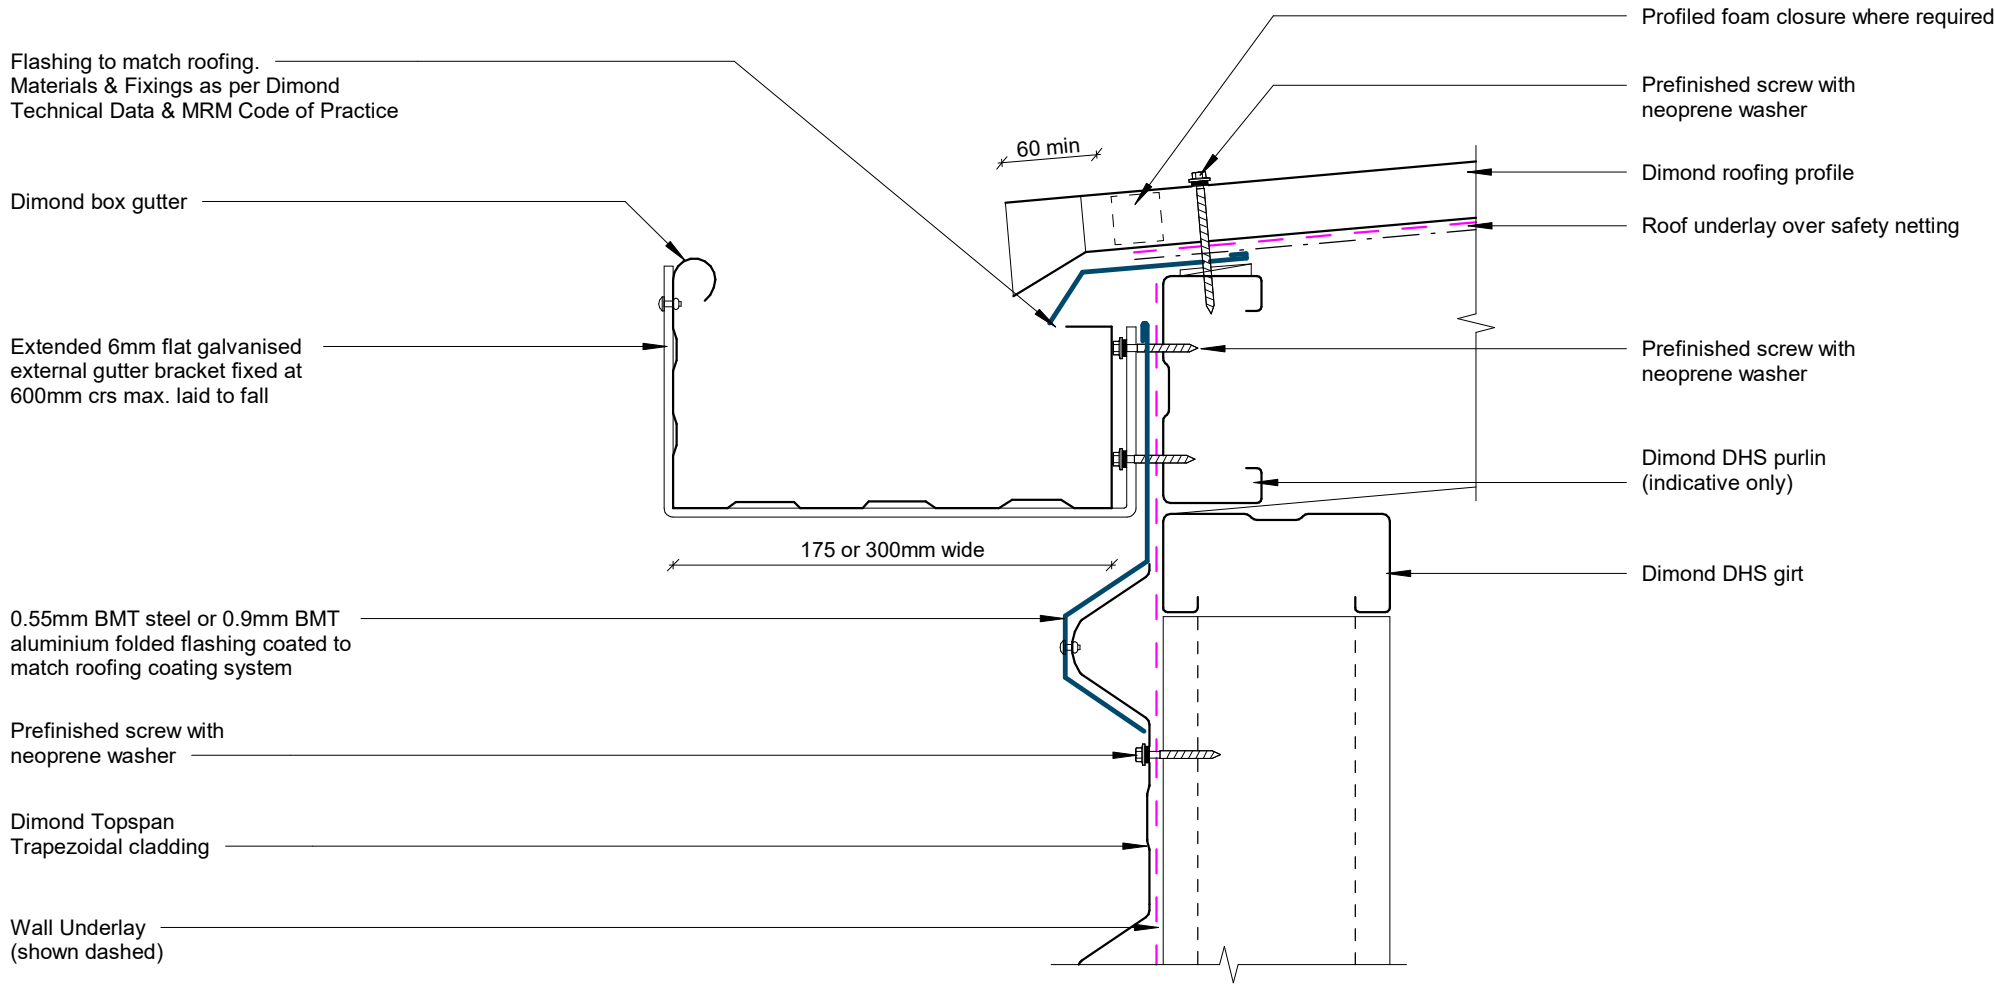 Flashing to match roofing.
Materials & Fixings as per Dimond
Technical Data & MRM Code of Practice
Dimond box gutter
Extended 6mm flat galvanised
external gutter bracket fixed at
600mm crs max. laid to fall
0.55mm BMT steel or 0.9mm BMT
aluminium folded flashing coated to
match roofing coating system
Prefinished screw with
neoprene washer
Dimond Topspan
Trapezoidal cladding
Wall Underlay
(shown dashed)
60 min
175 or 300mm wide
Profiled foam closure where required
Prefinished screw with
neoprene washer
Dimond roofing profile
Roof underlay over safety netting
Prefinished screw with
neoprene washer
Dimond DHS purlin
(indicative only)
Dimond DHS girt